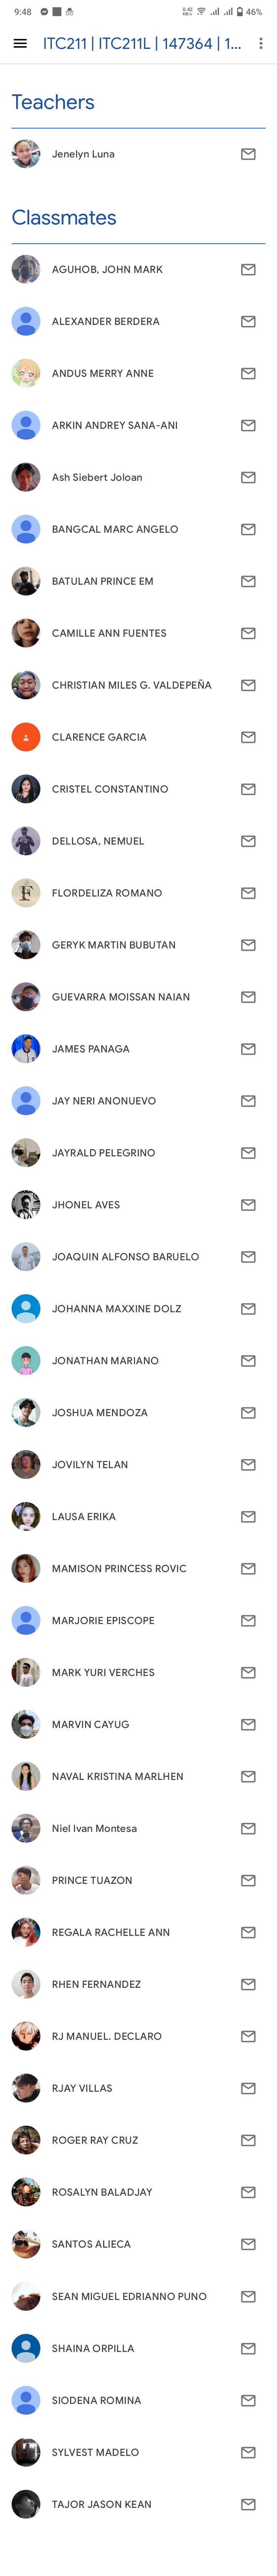 9:48
0.42
KB/s
46%
ITC211 | ITC211L | 147364 | 1...
Teachers
Jenelyn Luna
Classmates
AGUHOB, JOHN MARK
ALEXANDER BERDERA
ANDUS MERRY ANNE
ARKIN ANDREY SANA-ANI
Ash Siebert Joloan
BANGCAL MARC ANGELO
BATULAN PRINCE EM
CAMILLE ANN FUENTES
CHRISTIAN MILES G. VALDEPEÑA
CLARENCE GARCIA
CRISTEL CONSTANTINO
DELLOSA, NEMUEL
F
FLORDELIZA ROMANO
GERYK MARTIN BUBUTAN
GUEVARRA MOISSAN NAIAN
JAMES PANAGA
JAY NERI ANONUEVO
JAYRALD PELEGRINO
JHONEL AVES
JOAQUIN ALFONSO BARUELO
JOHANNA MAXXINE DOLZ
JONATHAN MARIANO
JOSHUA MENDOZA
JOVILYN TELAN
LAUSA ERIKA
MAMISON PRINCESS ROVIC
MARJORIE EPISCOPE
MARK YURI VERCHES
MARVIN CAYUG
NAVAL KRISTINA MARLHEN
Niel Ivan Montesa
PRINCE TUAZON
REGALA RACHELLE ANN
RHEN FERNANDEZ
RJ MANUEL. DECLARO
RJAY VILLAS
ROGER RAY CRUZ
ROSALYN BALADJAY
SANTOS ALIECA
SEAN MIGUEL EDRIANNO PUNO
SHAINA ORPILLA
SIODENA ROMINA
SYLVEST MADELO
TAJOR JASON KEAN